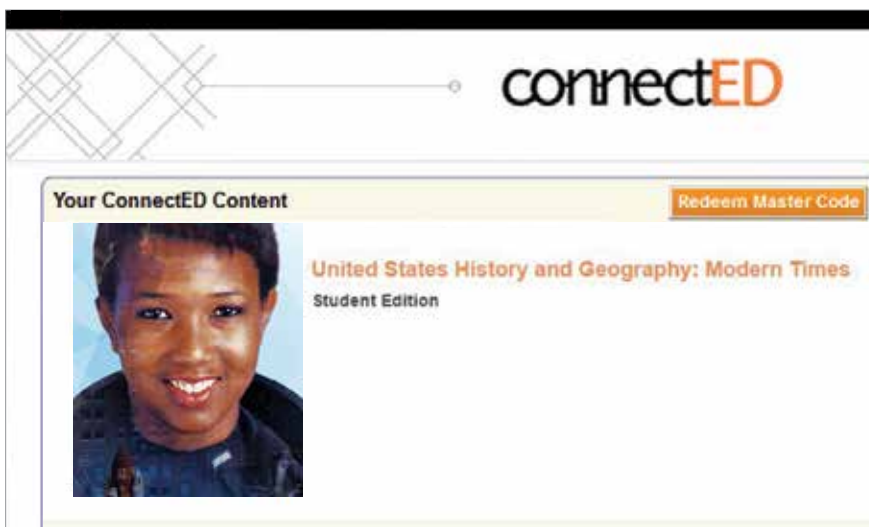 connectED
Your ConnectED Content
Redeem Master Code
United States History and Geography: Modern Times
Student Edition